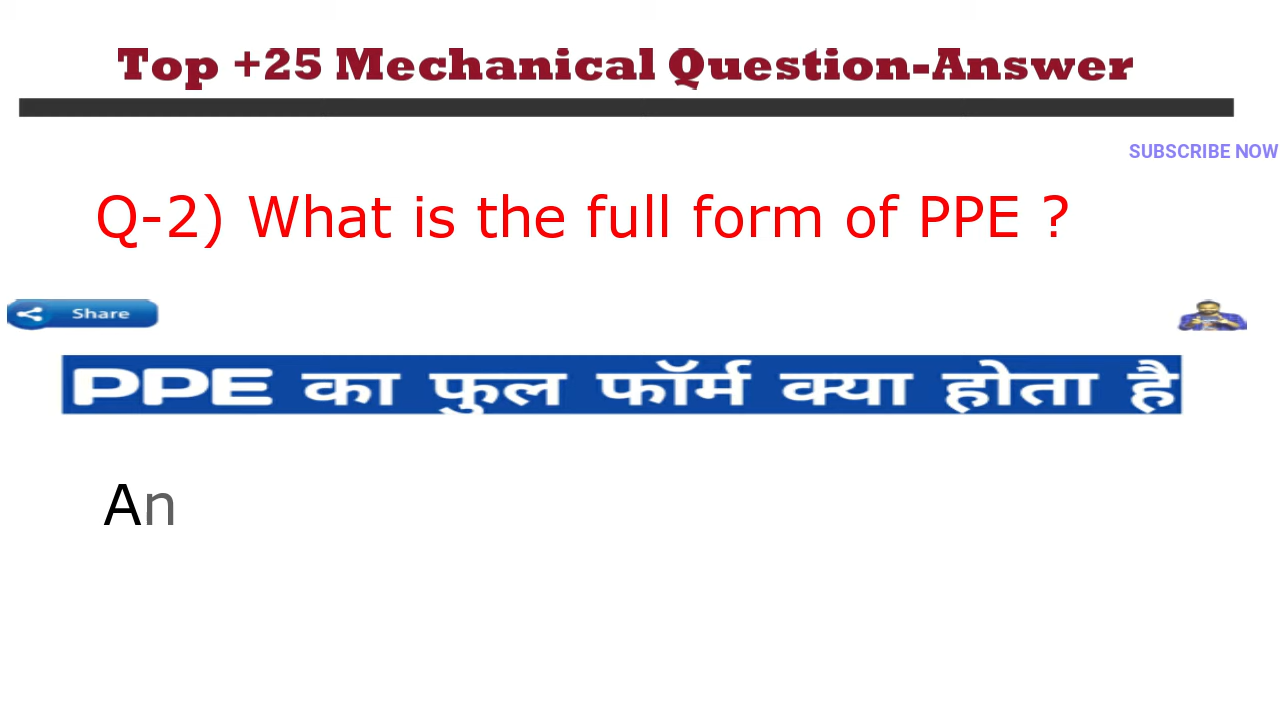 Top +25 Mechanical Question-Answer
SUBSCRIBE NOW
Q-2) What is the full form of PPE ?
Share
PPE का फुल फॉर्म क्या होता है
An